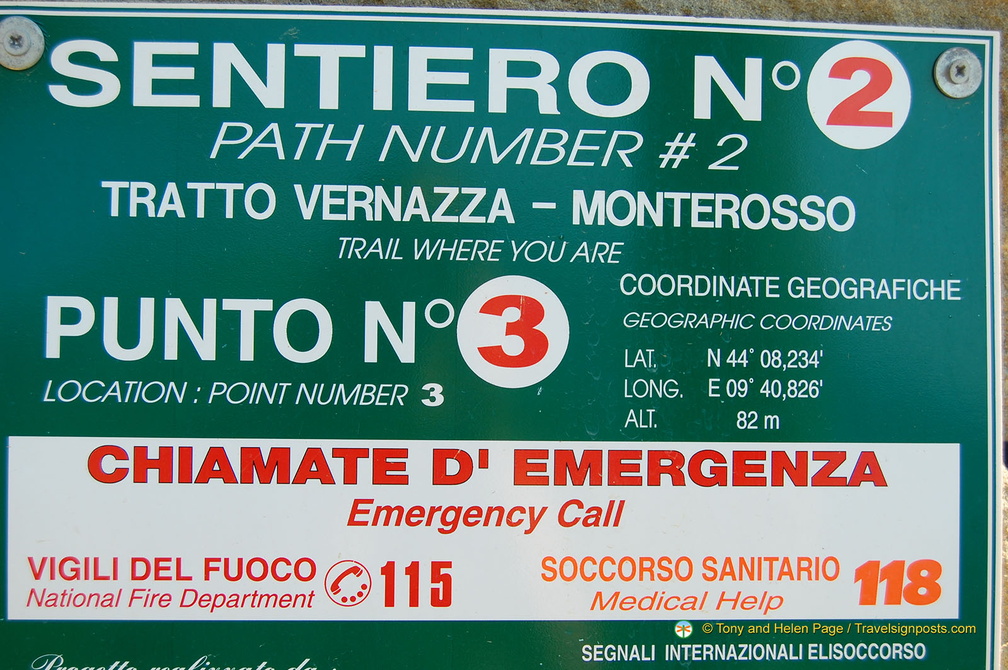 SENTIERO N° 2
PATH NUMBER # 2
TRATTO VERNAZZA – MONTEROSSO
TRAIL WHERE YOU ARE
PUNTO N° 3
LOCATION : POINT NUMBER 3
COORDINATE GEOGRAFICHE
GEOGRAPHIC COORDINATES
LAT. N 44° 08,234'
LONG. E 09° 40,826'
ALT. 82 m
CHIAMATE D' EMERGENZA
Emergency Call
VIGILI DEL FUOCO 115
National Fire Department
SOCCORSO SANITARIO 118
Medical Help
© Tony and Helen Page / Travelsignposts.com
Progetto realizzato da :
SEGNALI INTERNAZIONALI ELISOCCORSO